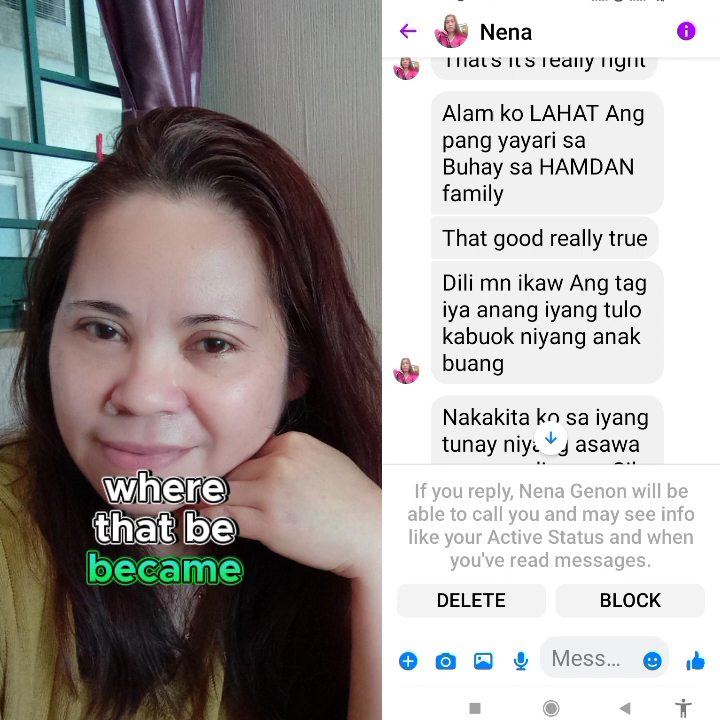 where
that be
became
Nena
That's it's really right
Alam ko LAHAT Ang
pang yayari sa
Buhay sa HAMDAN
family
That good really true
Dili mn ikaw Ang tag
iya anang iyang tulo
kabuok niyang anak
buang
Nakakita ko sa iyang
tunay niyang asawa
If you reply, Nena Genon will be
able to call you and may see info
like your Active Status and when
you've read messages.
DELETE
BLOCK
Mess...